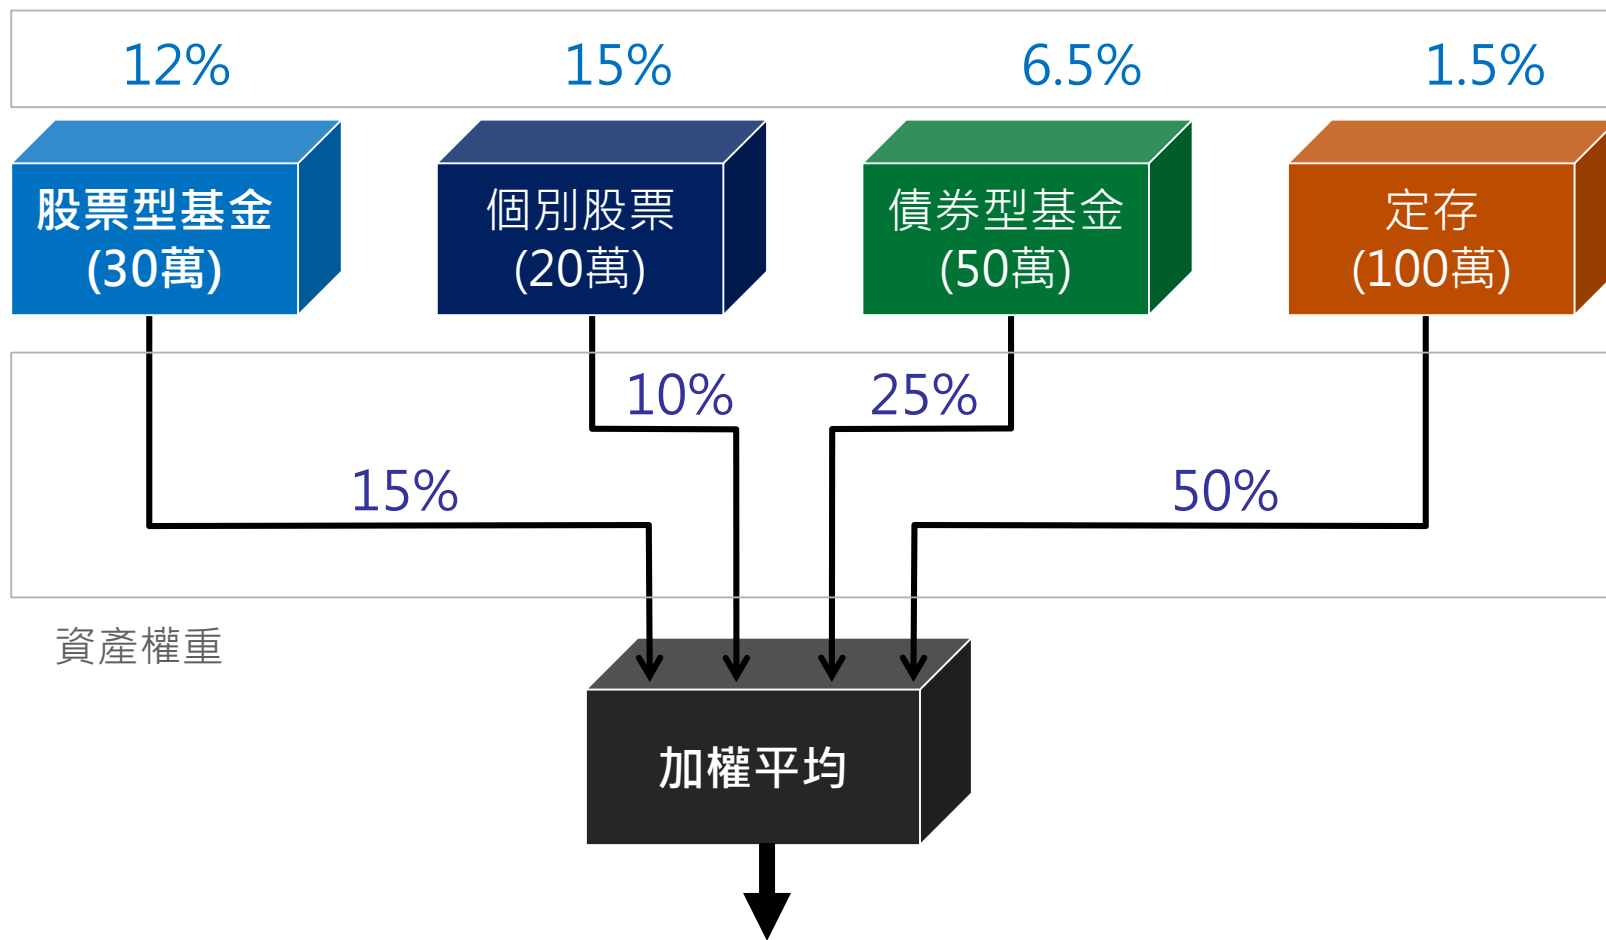 12% 15% 6.5% 1.5%
股票型基金 個別股票 債券型基金 定存
(30萬) (20萬) (50萬) (100萬)
10% 25%
15% 50%
資產權重
加權平均